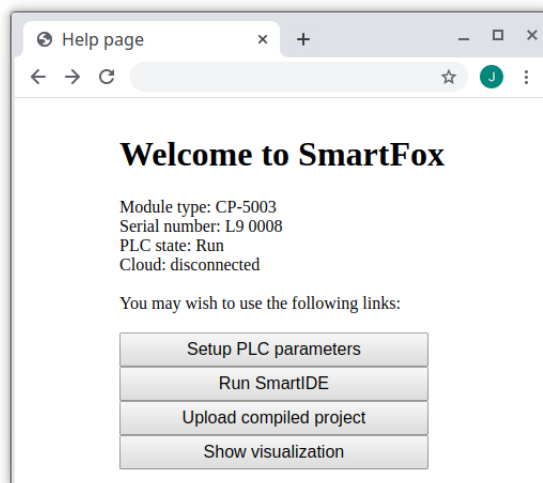 Help page
J
Welcome to SmartFox
Module type: CP-5003
Serial number: L9 0008
PLC state: Run
Cloud: disconnected
You may wish to use the following links:
Setup PLC parameters
Run SmartIDE
Upload compiled project
Show visualization